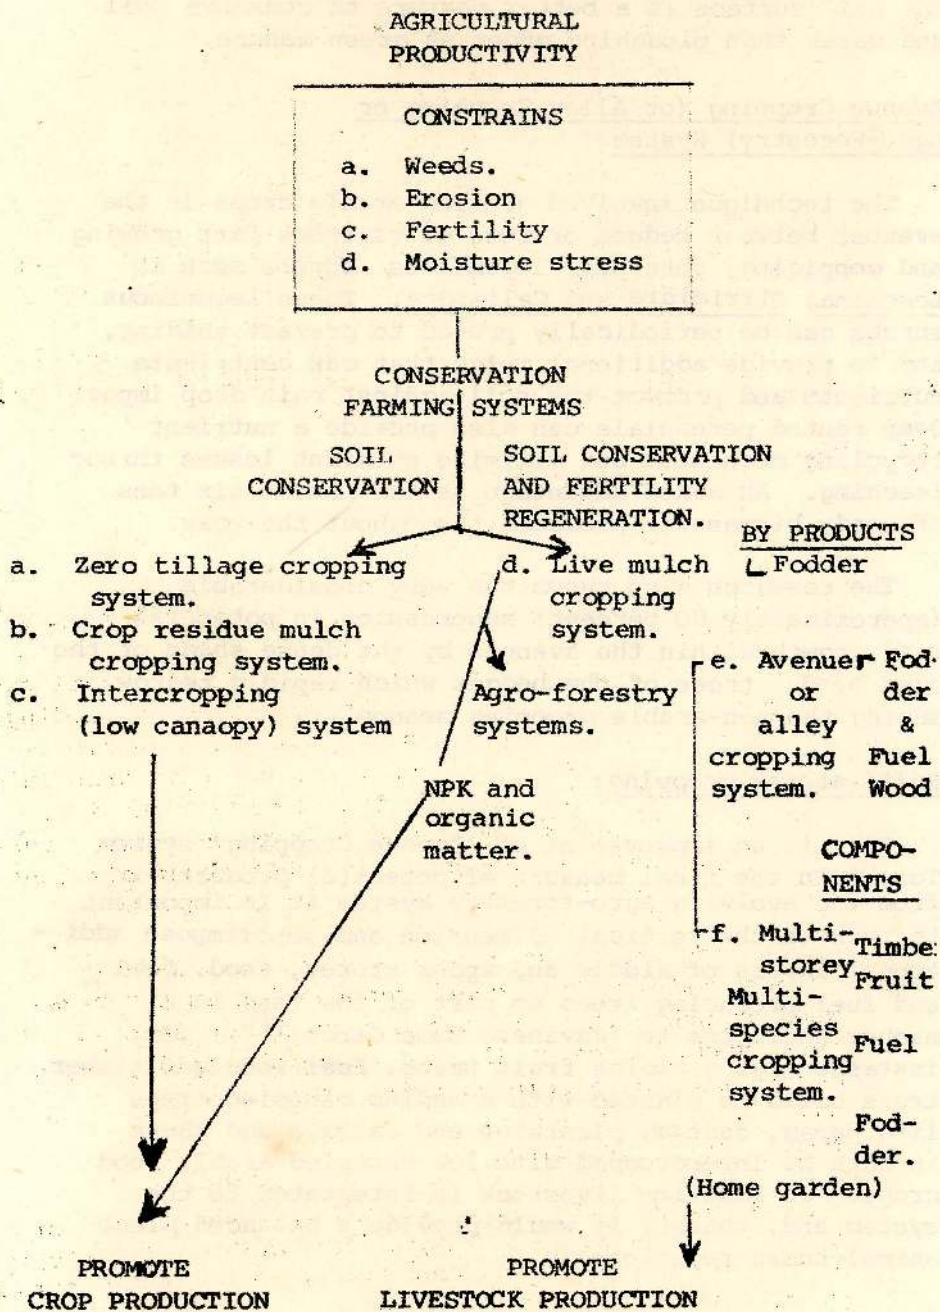 AGRICULTURAL
PRODUCTIVITY
CONSTRAINS
a. Weeds.
b. Erosion
c. Fertility
d. Moisture stress
CONSERVATION
FARMING SYSTEMS
SOIL
CONSERVATION
SOIL CONSERVATION
AND FERTILITY
REGENERATION.
a. Zero tillage cropping
system.
b. Crop residue mulch
cropping system.
c. Intercropping
(low canaopy) system
d. Live mulch
cropping
system.
BY PRODUCTS
Fodder
Agro-forestry
systems.
NPK and
organic
matter.
e. Avenue
or
alley
cropping
system.
Fod-
der
&
Fuel
Wood
COMPO-
NENTS
f. Multi-
storey
Multi-
species
cropping
system.
Timbe
Fruit
Fuel
Fod-
der.
(Home garden)
PROMOTE
CROP PRODUCTION
PROMOTE
LIVESTOCK PRODUCTION